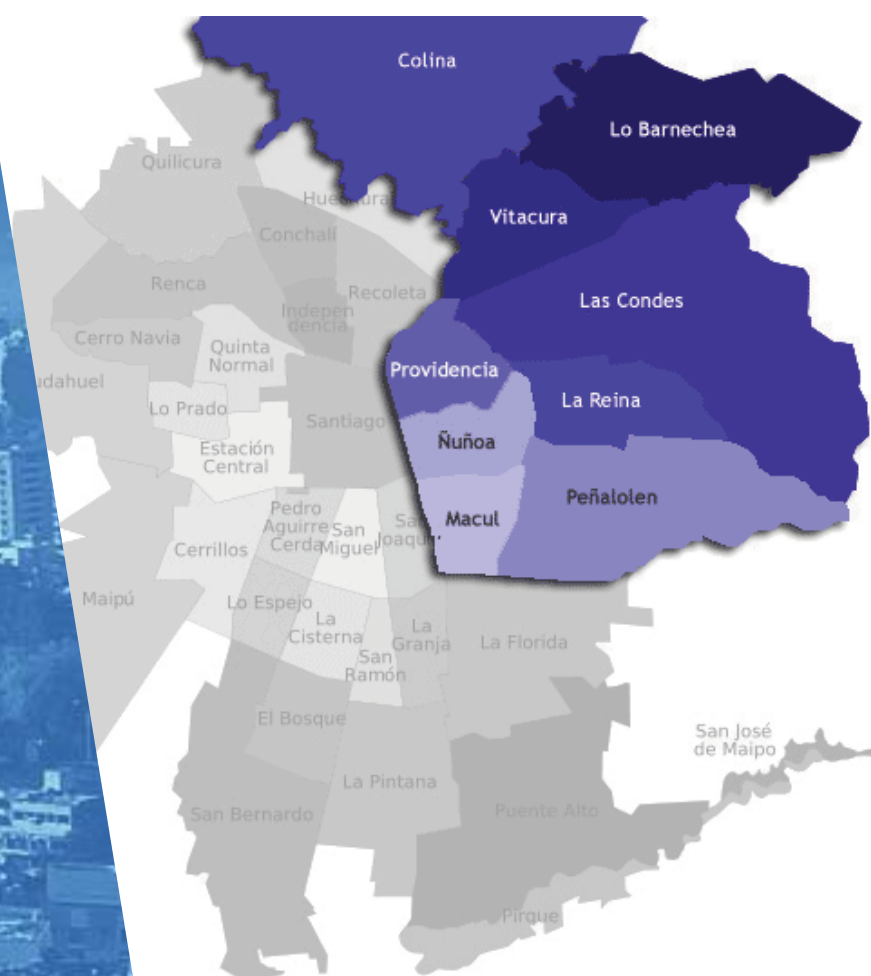 Colina
Lo Barnechea
Quilicura
Huechura
Vitacura
Conchalí
Renca
Recoleta
Las Condes
Indepen
dencia
Cerro Navia
Quinta
Normal
Providencia
udahuel
La Reina
Lo Prado
Santiago
Ñuñoa
Estación
Central
Peñalolen
Pedro
Aguirre
Cerda
San
Miguel
Macul
Cerrillos
Maipú
Lo Espejo
La
Cisterna
La
Granja
La Florida
San
Ramón
El Bosque
San José
de Maipo
La Pintana
San Bernardo
Puente Alto
Pirque